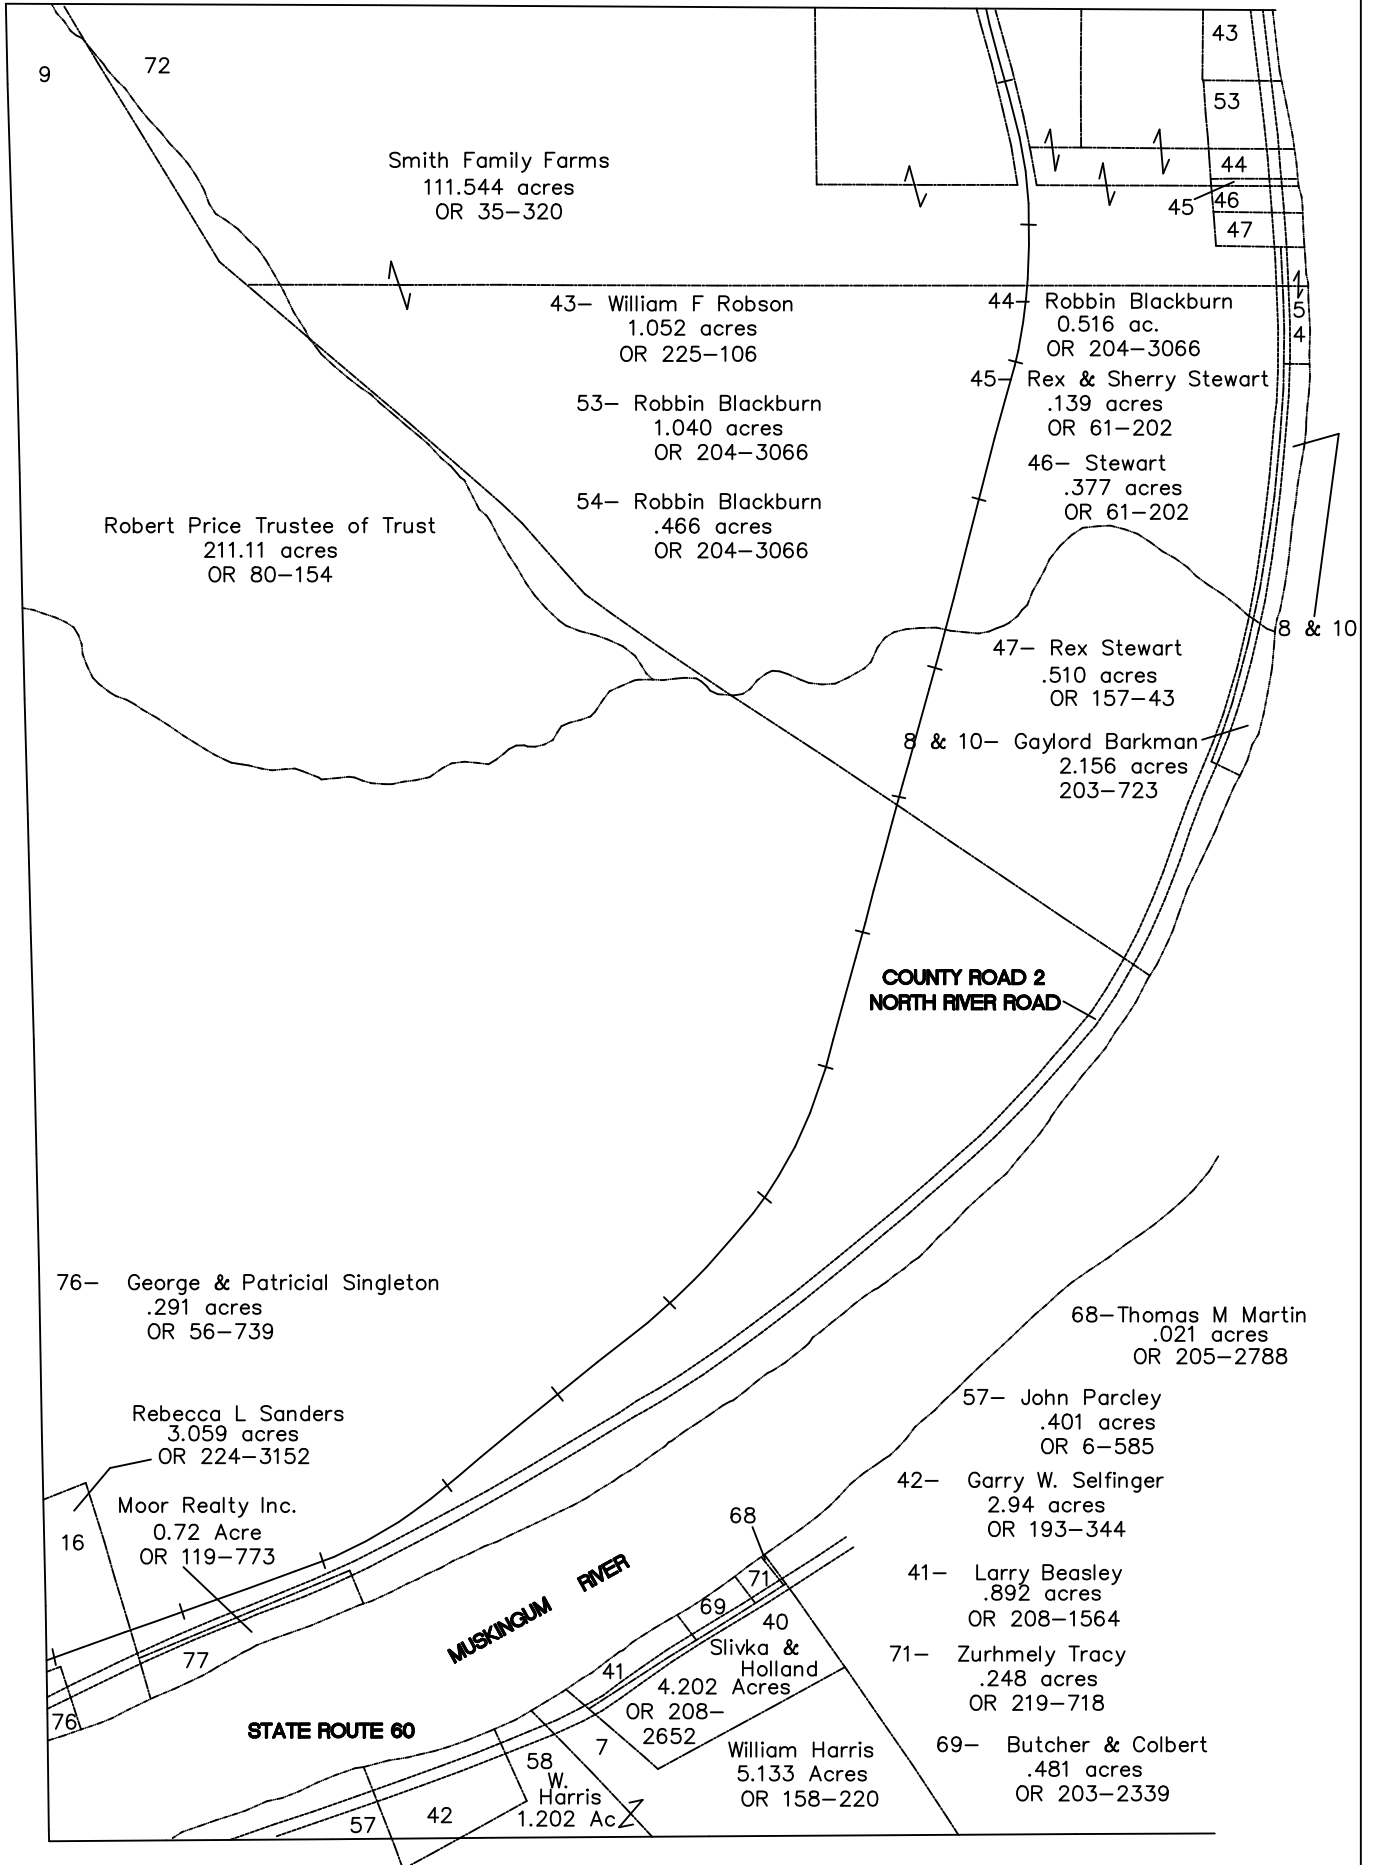 9
72
43
53
44
45
46
47
Smith Family Farms
111.544 acres
OR 35-320
43- William F Robson
1.052 acres
OR 225-106
44- Robbin Blackburn
0.516 ac.
OR 204-3066
5
4
45- Rex & Sherry Stewart
.139 acres
OR 61-202
53- Robbin Blackburn
1.040 acres
OR 204-3066
46- Stewart
.377 acres
OR 61-202
54- Robbin Blackburn
.466 acres
OR 204-3066
Robert Price Trustee of Trust
211.11 acres
OR 80-154
8 & 10
47- Rex Stewart
.510 acres
OR 157-43
8 & 10- Gaylord Barkman
2.156 acres
203-723
COUNTY ROAD 2
NORTH RIVER ROAD
76- George & Patricial Singleton
.291 acres
OR 56-739
68-Thomas M Martin
.021 acres
OR 205-2788
Rebecca L Sanders
3.059 acres
OR 224-3152
57- John Parcley
.401 acres
OR 6-585
Moor Realty Inc.
0.72 Acre
OR 119-773
16
42- Garry W. Selfinger
2.94 acres
OR 193-344
68
41- Larry Beasley
.892 acres
OR 208-1564
MUSKINGUM RIVER
71
69
40
Slivka &
Holland
4.202 Acres
OR 208-
2652
41
77
76
71- Zurhmely Tracy
.248 acres
OR 219-718
STATE ROUTE 60
69- Butcher & Colbert
.481 acres
OR 203-2339
7
William Harris
5.133 Acres
OR 158-220
58
W.
Harris
1.202 Ac
42
57